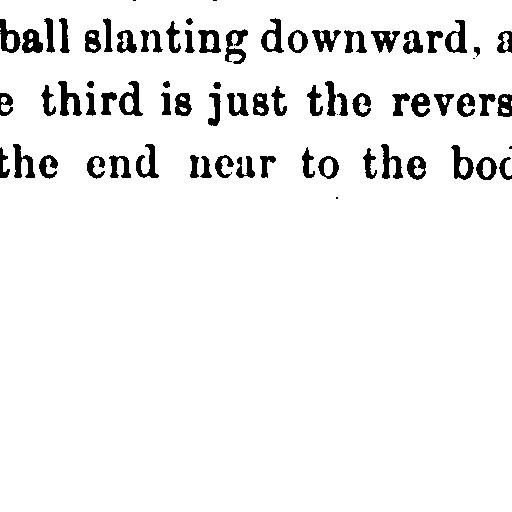 ball slanting downward, a
e third is just the revers
the end near to the bod